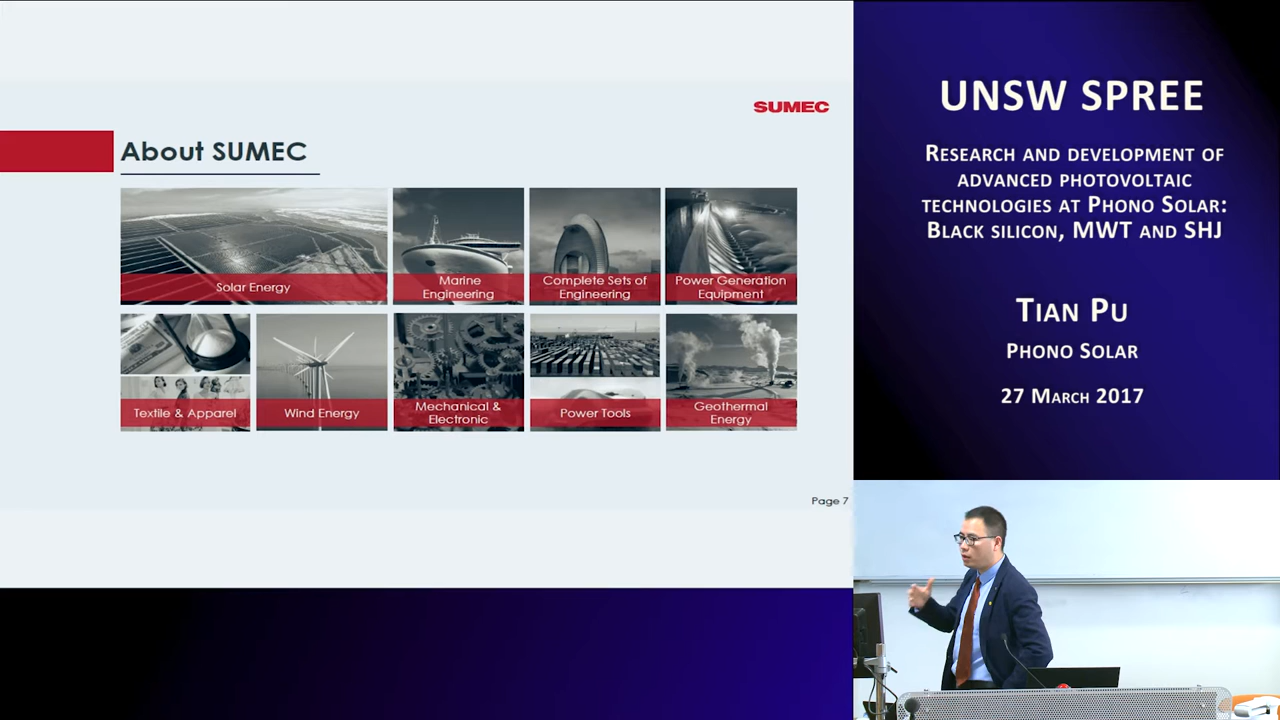 SUMEC
About SUMEC
Solar Energy
Marine
Engineering
Complete Sets of
Engineering
Power Generation
Equipment
Textile & Apparel
Wind Energy
Mechanical &
Electronic
Power Tools
Geothermal
Energy
Page 7
UNSW SPREE
Research and development of
advanced photovoltaic
technologies at Phono Solar:
Black silicon, MWT and SHJ
Tian Pu
Phono Solar
27 March 2017